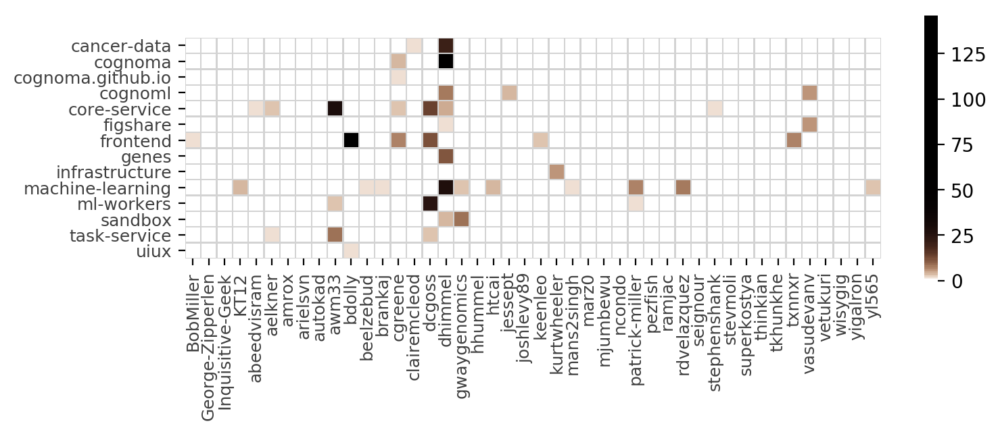 cancer-data
cognoma
cognoma.github.io
cognoml
core-service
figshare
frontend
genes
infrastructure
machine-learning
ml-workers
sandbox
task-service
uiux
BobMiller
George-Zipperlen
Inquisitive-Geek
KT12
abeedvisram
aelkner
amrox
arielsvn
autokad
awm33
bdolly
beelzebud
brankaj
cgreene
clairemcleod
dcgoss
dhimmel
gwaygenomics
hhummel
htcai
jessept
joshlevy89
keenleo
kurtwheeler
mans2singh
marz0
mjumbewu
ncondo
patrick-miller
pezfish
ramjac
rdvelazquez
seignour
stephenshank
stevmoli
superkostya
thinkian
tkhunkhe
txnnxr
vasudevanv
vetukuri
wisygig
yigalron
yl565
125
100
75
50
25
0